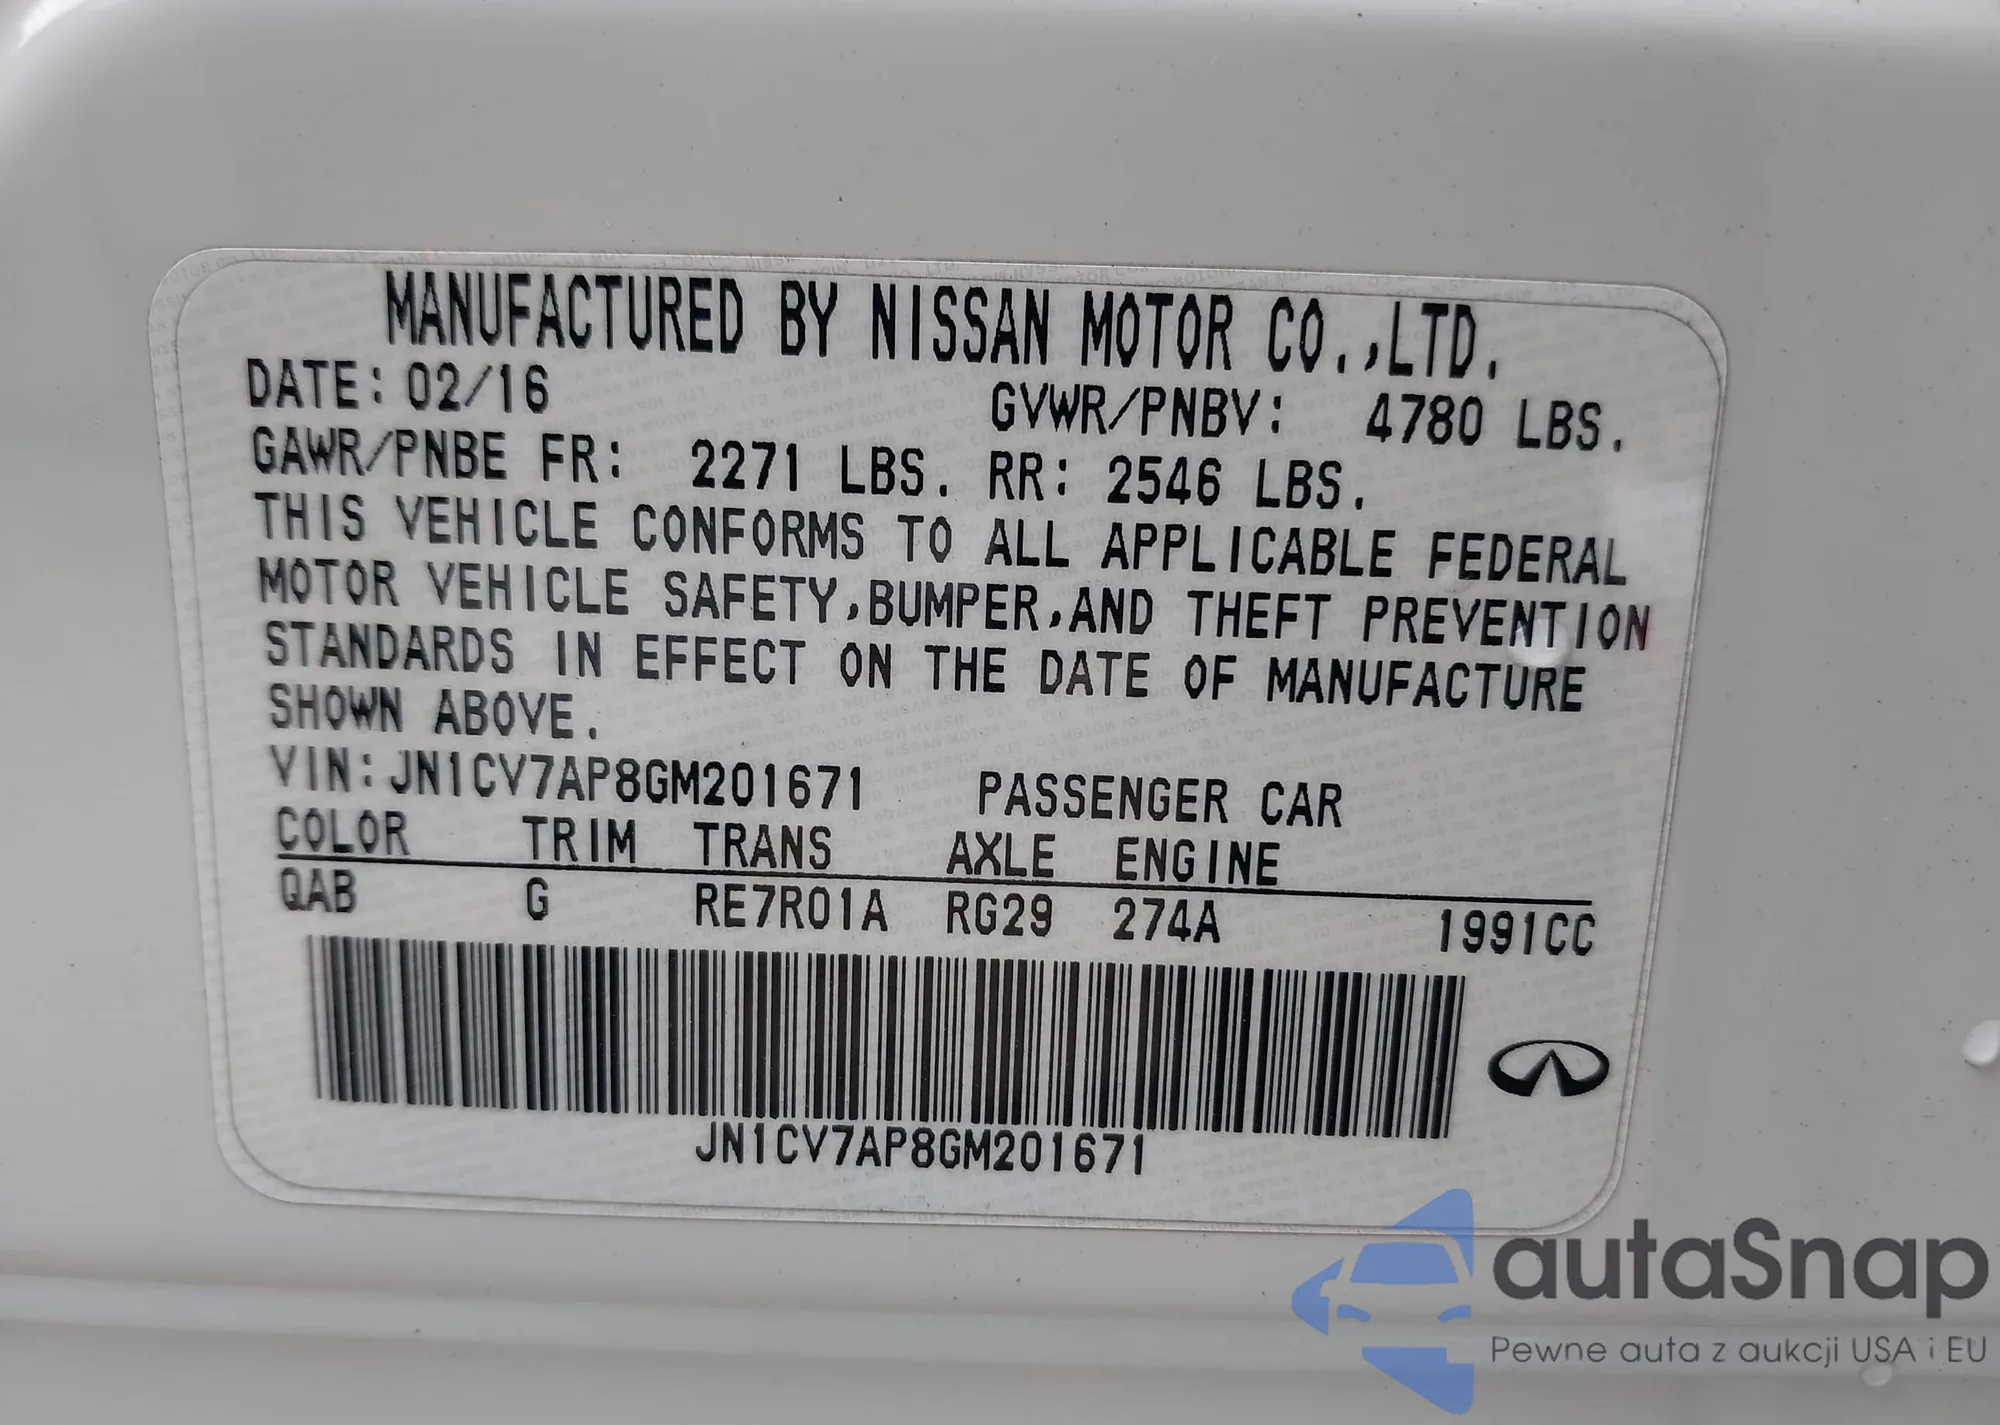 MANUFACTURED BY NISSAN MOTOR CO.,LTD.
DATE: 02/16 GVWR/PNBV: 4780 LBS.
GAWR/PNBE FR: 2271 LBS. RR: 2546 LBS.
THIS VEHICLE CONFORMS TO ALL APPLICABLE FEDERAL
MOTOR VEHICLE SAFETY,BUMPER,AND THEFT PREVENTION
STANDARDS IN EFFECT ON THE DATE OF MANUFACTURE
SHOWN ABOVE.
VIN:JN1CV7AP8GM201671 PASSENGER CAR
COLOR TRIM TRANS AXLE ENGINE
QAB G RE7R01A RG29 274A 1991CC
JN1CV7AP8GM201671
autaSnap
Pewne auta z aukcji USA i EU